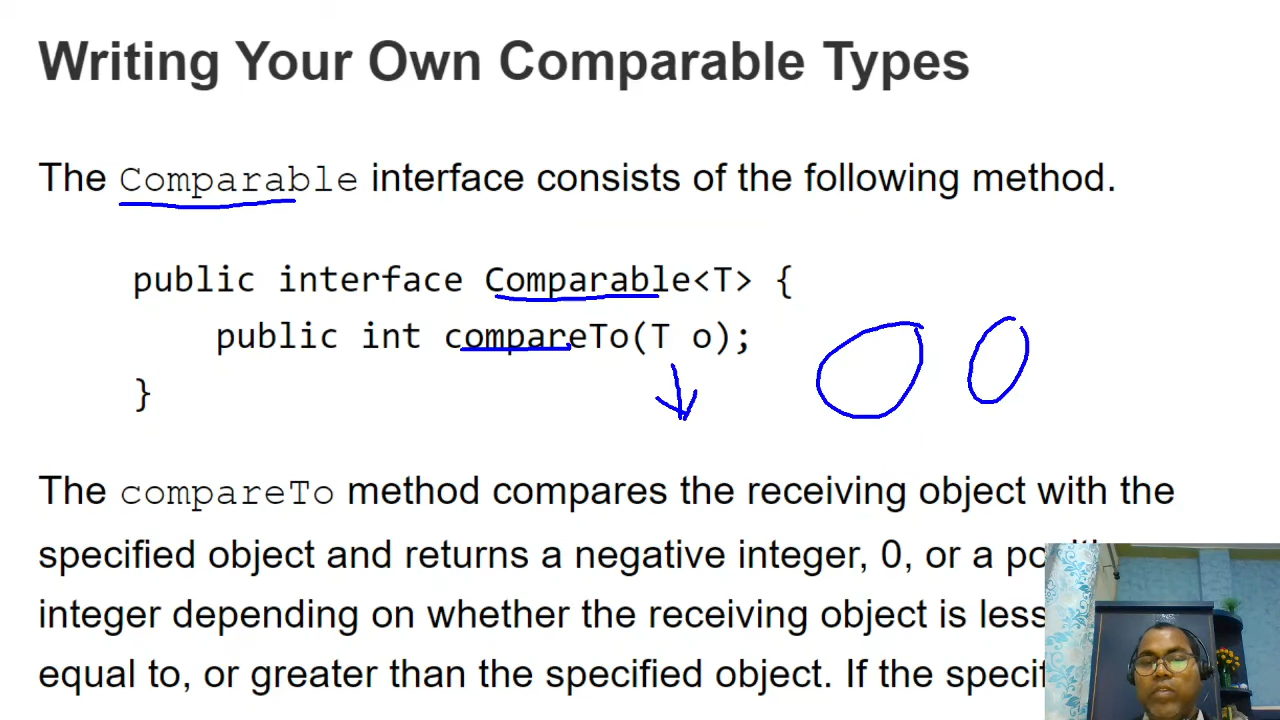 Writing Your Own Comparable Types
The Comparable interface consists of the following method.
public interface Comparable<T> {
public int compareTo(T o);
}
The compareTo method compares the receiving object with the
specified object and returns a negative integer, 0, or a
integer depending on whether the receiving object is less
equal to, or greater than the specified object. If the